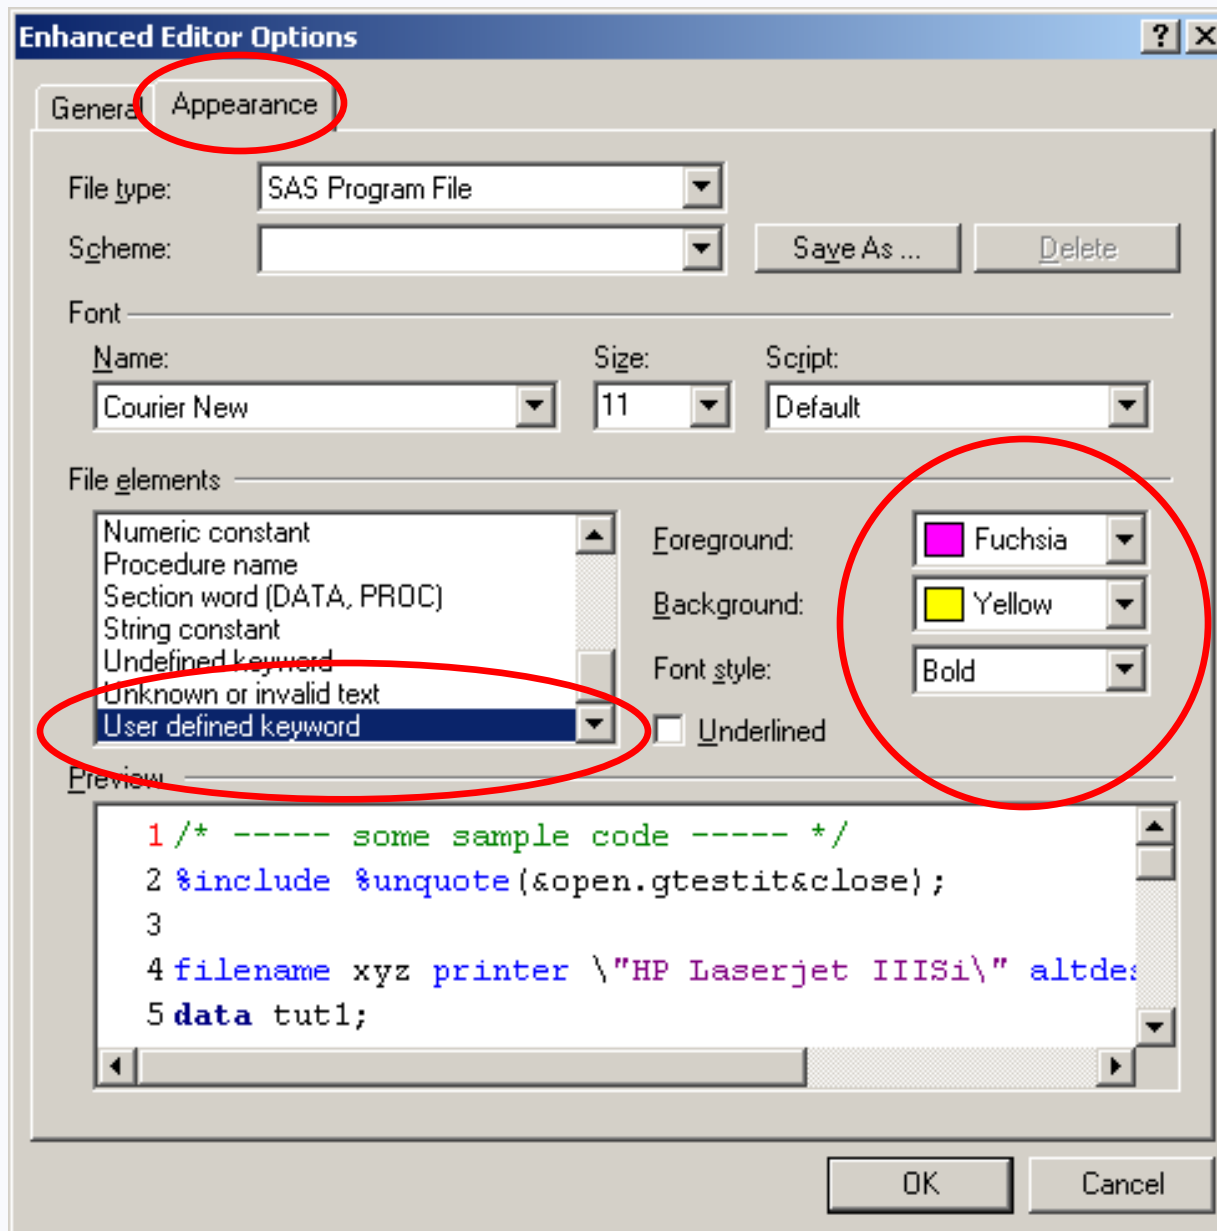 Enhanced Editor Options
General Appearance
File type: SAS Program File
Scheme: Save As ... Delete
Font
Name: Size: Script:
Courier New 11 Default
File elements
Numeric constant
Procedure name
Section word (DATA, PROC)
String constant
Undefined keyword
Unknown or invalid text
User defined keyword
Foreground: Fuchsia
Background: Yellow
Font style: Bold
Underlined
Preview
1 /* ----- some sample code ----- */
2 %include %unquote(&open.gtestit&close);
3
4 filename xyz printer \"HP Laserjet IIISi\" altdes
5 data tut1;
OK Cancel